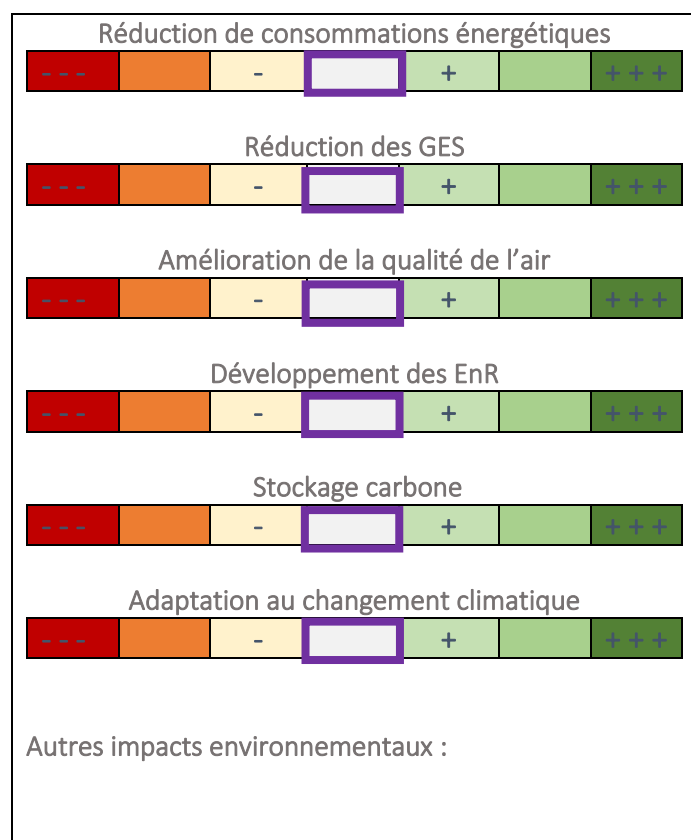 Réduction de consommations énergétiques
- - - - + + + +
Réduction des GES
- - - - + + + +
Amélioration de la qualité de l’air
- - - - + + + +
Développement des EnR
- - - - + + + +
Stockage carbone
- - - - + + + +
Adaptation au changement climatique
- - - - + + + +
Autres impacts environnementaux :